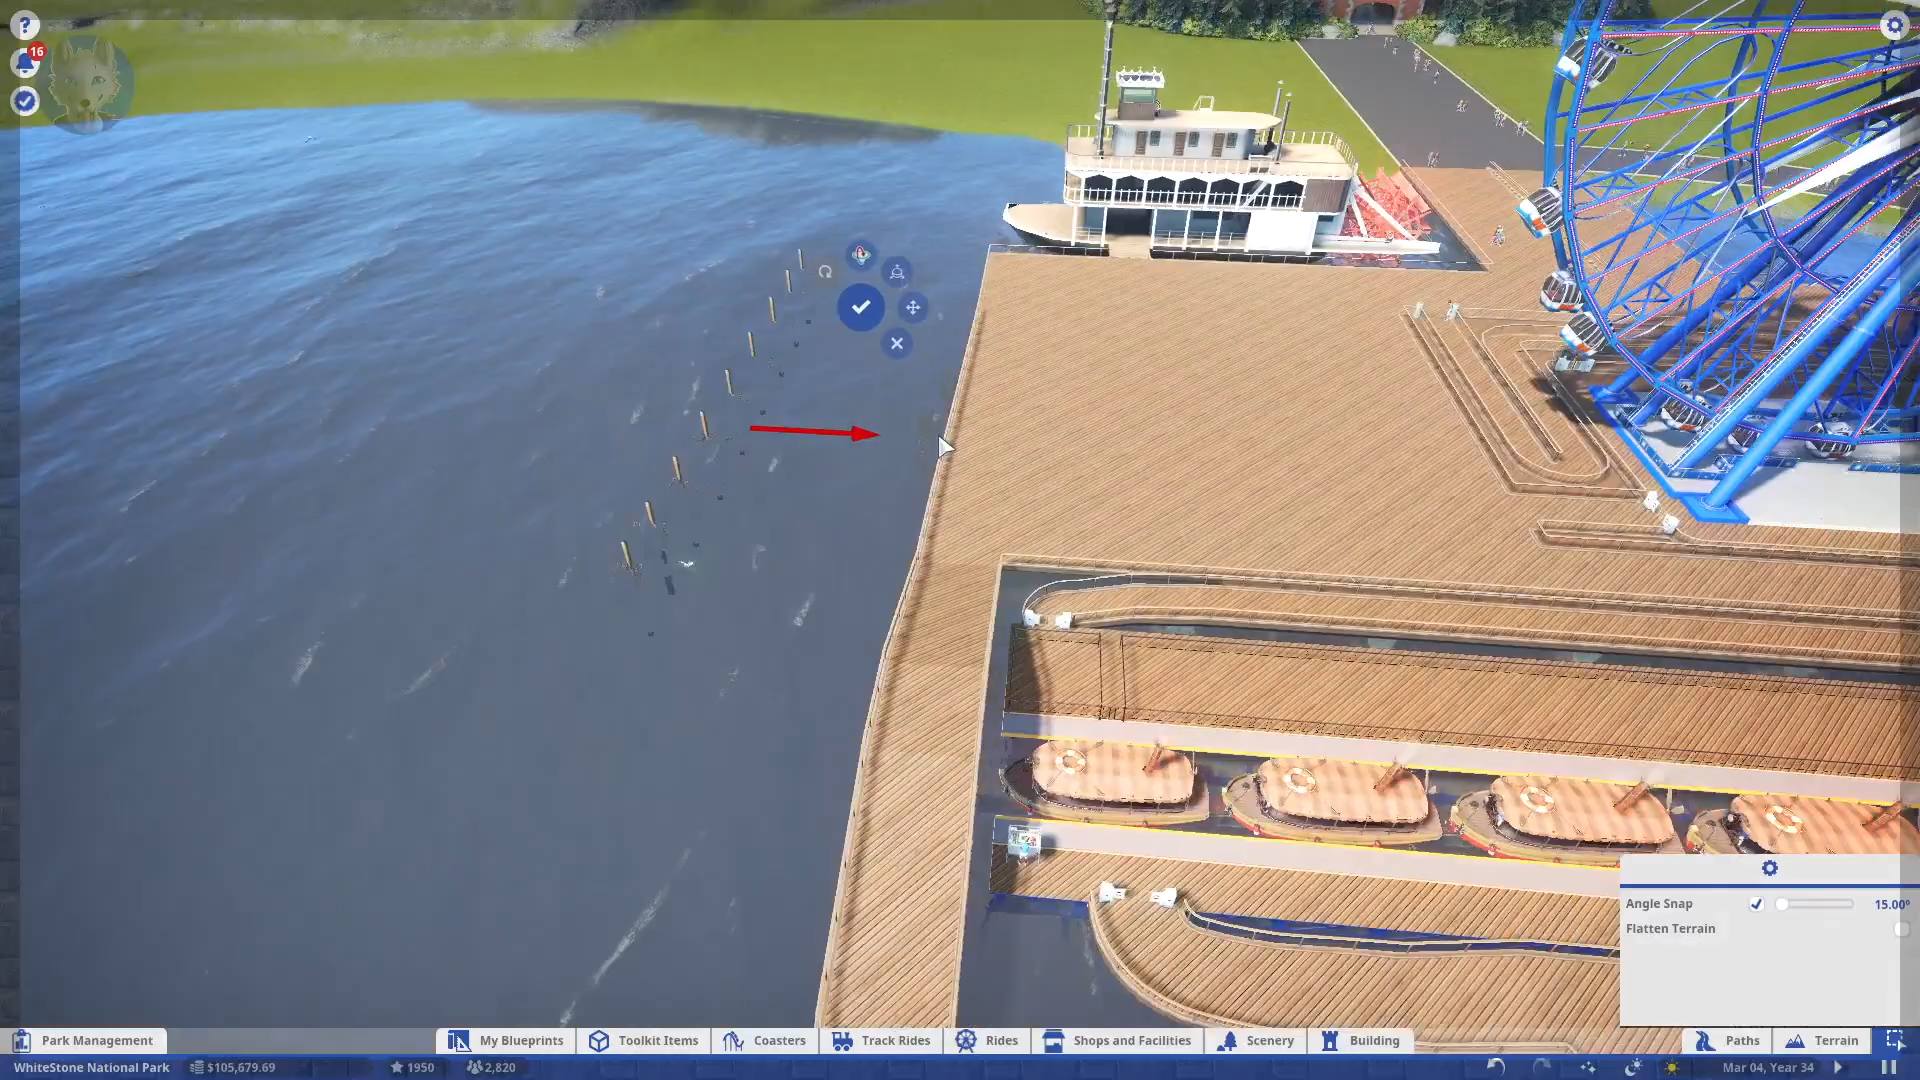 ?
16
Angle Snap 15.00°
Flatten Terrain
Park Management My Blueprints Toolkit Items Coasters Track Rides Rides Shops and Facilities Scenery Building Paths Terrain
WhiteStone National Park $105,679.69 1950 2,820 Mar 04, Year 34